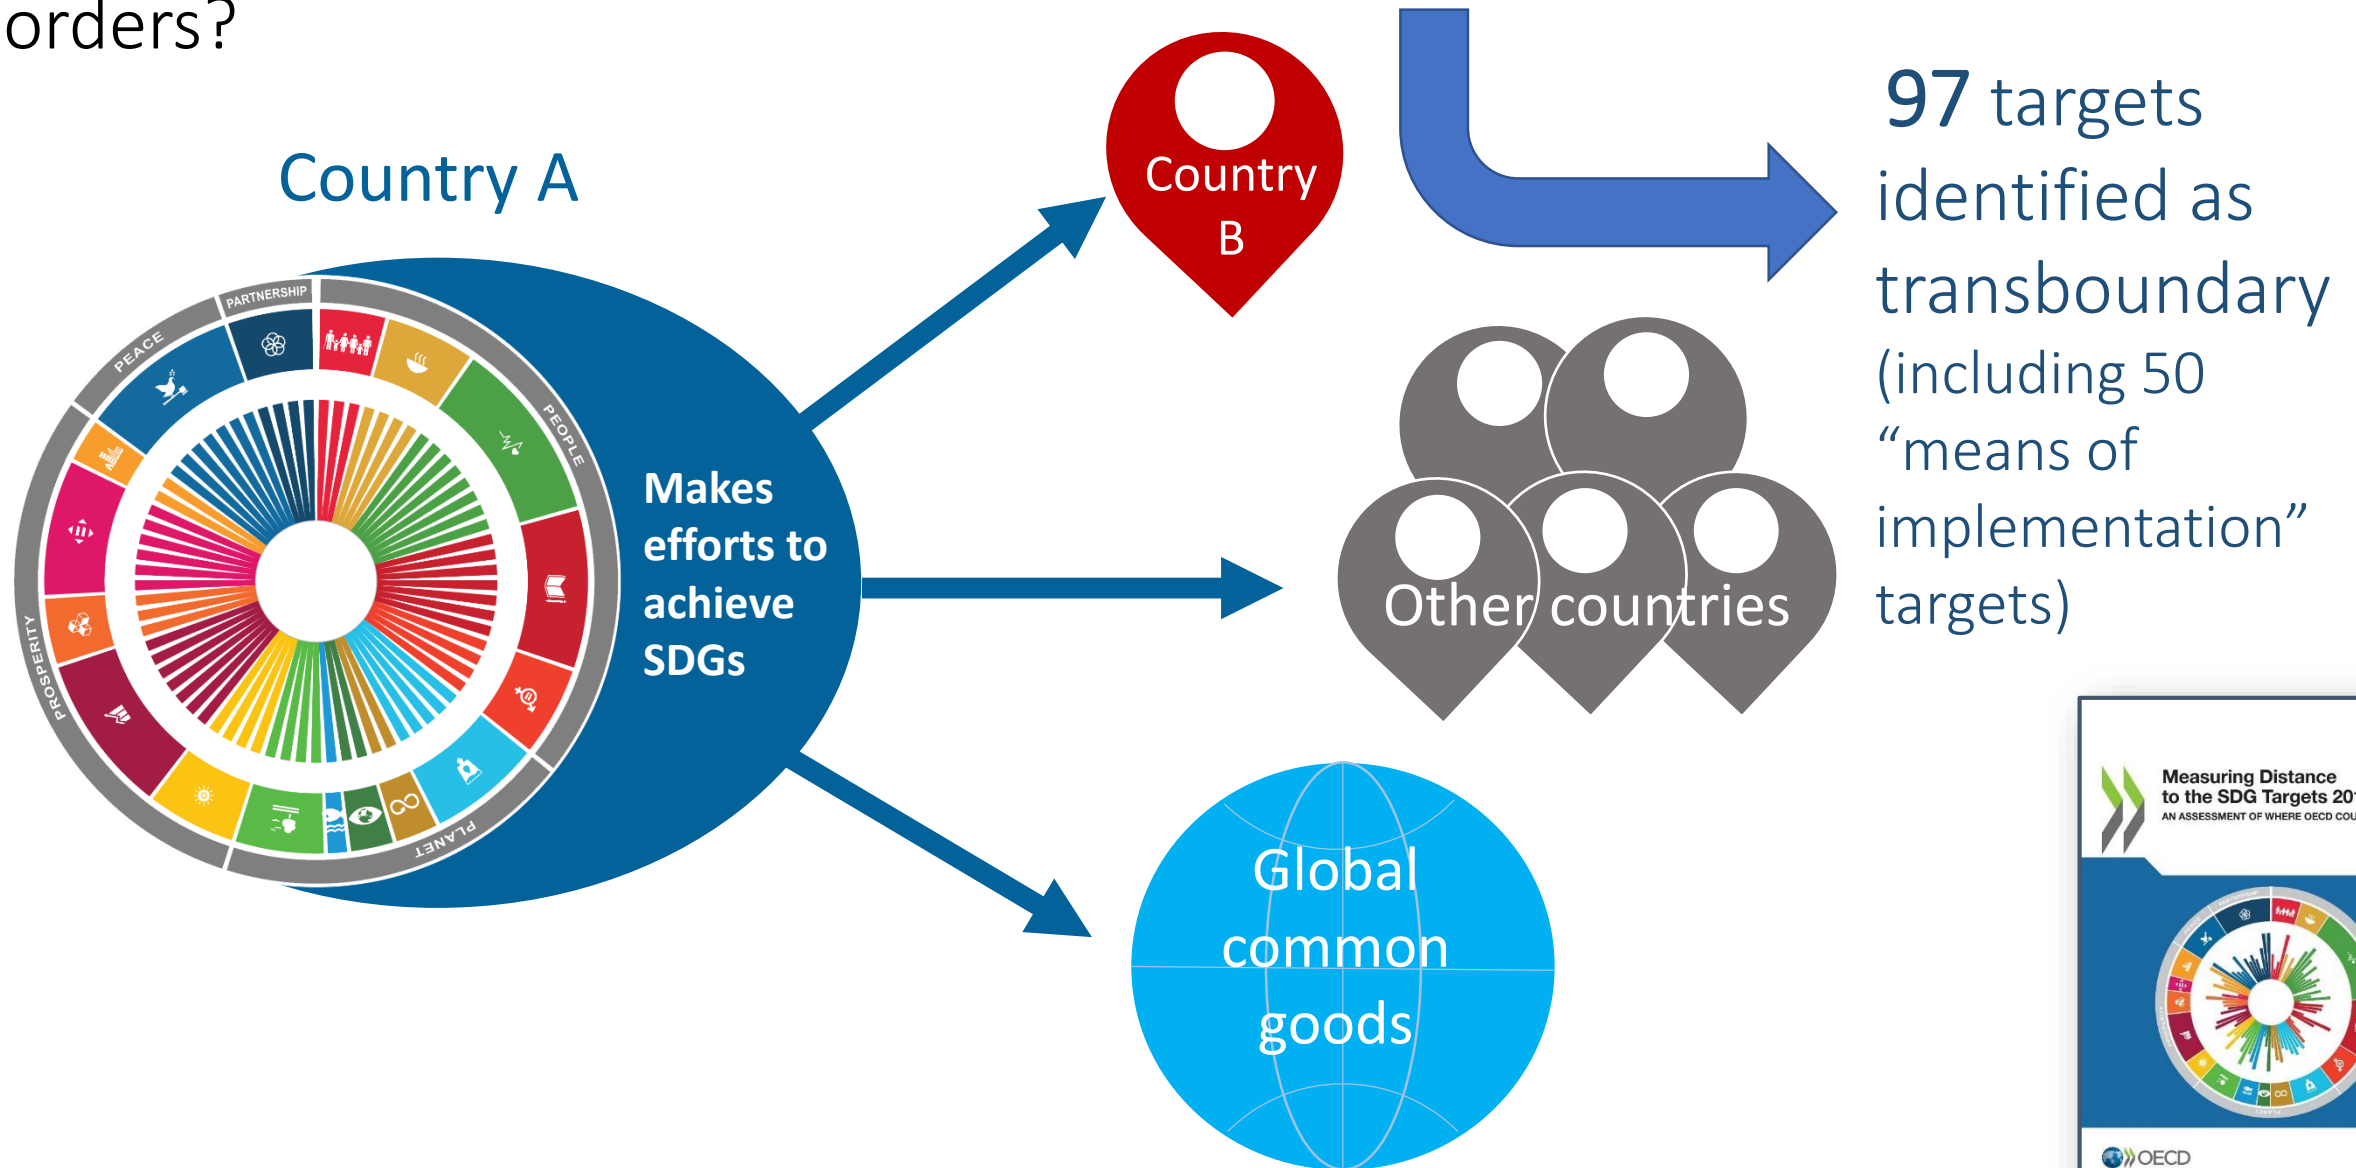 orders?
Country A
PARTNERSHIP
PEACE
PEOPLE
PROSPERITY
PLANET
Makes
efforts to
achieve
SDGs
Country
B
Other countries
Global
common
goods
97 targets
identified as
transboundary
(including 50
“means of
implementation”
targets)
Measuring Distance
to the SDG Targets 201
AN ASSESSMENT OF WHERE OECD COU
OECD